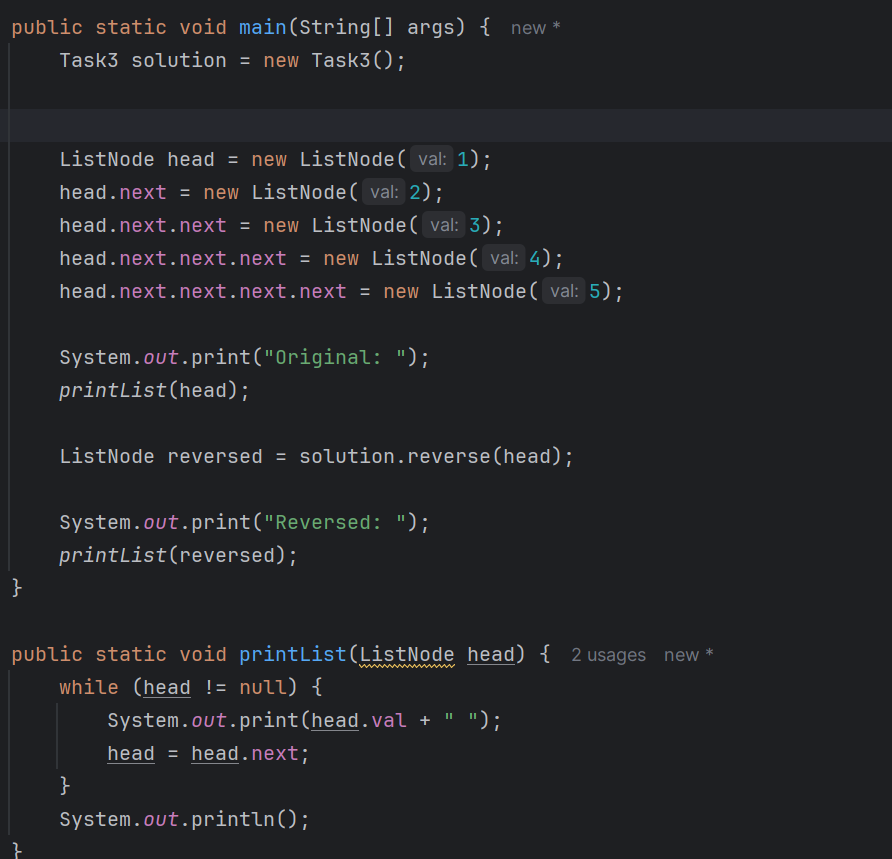 public static void main(String[] args) { new *
    Task3 solution = new Task3();
    ListNode head = new ListNode( val: 1);
    head.next = new ListNode( val: 2);
    head.next.next = new ListNode( val: 3);
    head.next.next.next = new ListNode( val: 4);
    head.next.next.next.next = new ListNode( val: 5);
    System.out.print("Original: ");
    printList(head);
    ListNode reversed = solution.reverse(head);
    System.out.print("Reversed: ");
    printList(reversed);
}
public static void printList(ListNode head) { 2 usages new *
    while (head != null) {
        System.out.print(head.val + " ");
        head = head.next;
    }
    System.out.println();
}